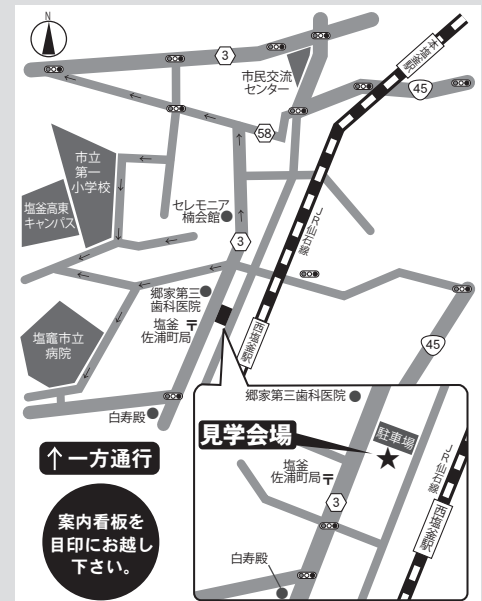 N
3
市民交流
センター
本塩釜駅
45
58
市立
第一
小学校
塩釜高東
キャンパス
セレモニア
楠会館
3
JR仙石線
郷家第三
歯科医院
塩釜
佐浦町局
西塩釜駅
塩竈市立
病院
45
白寿殿
郷家第三歯科医院
見学会場
駐車場
塩釜
佐浦町局
3
JR仙石線
西塩釜駅
白寿殿
↑一方通行
案内看板を
目印にお越し
下さい。